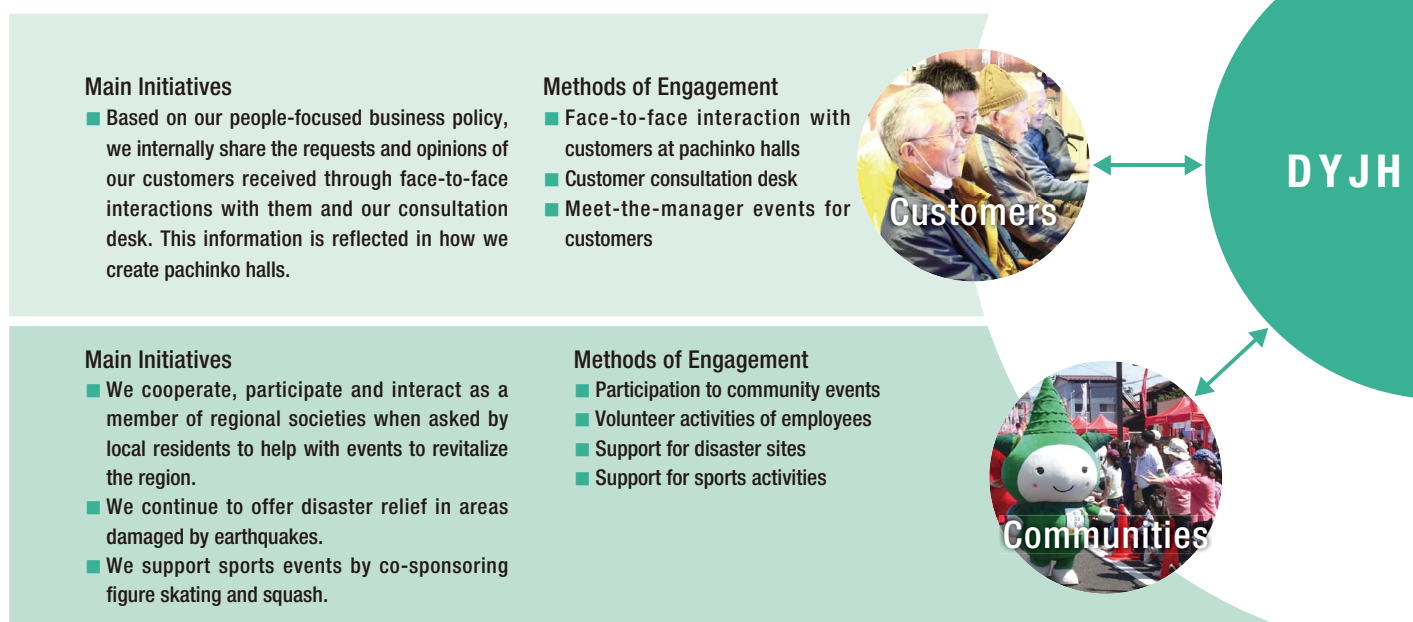 Main Initiatives
■ Based on our people-focused business policy,
we internally share the requests and opinions of
our customers received through face-to-face
interactions with them and our consultation
desk. This information is reflected in how we
create pachinko halls.
Methods of Engagement
■ Face-to-face interaction with
customers at pachinko halls
■ Customer consultation desk
■ Meet-the-manager events for
customers
Customers
DYJH
Main Initiatives
■ We cooperate, participate and interact as a
member of regional societies when asked by
local residents to help with events to revitalize
the region.
■ We continue to offer disaster relief in areas
damaged by earthquakes.
■ We support sports events by co-sponsoring
figure skating and squash.
Methods of Engagement
■ Participation to community events
■ Volunteer activities of employees
■ Support for disaster sites
■ Support for sports activities
Communities